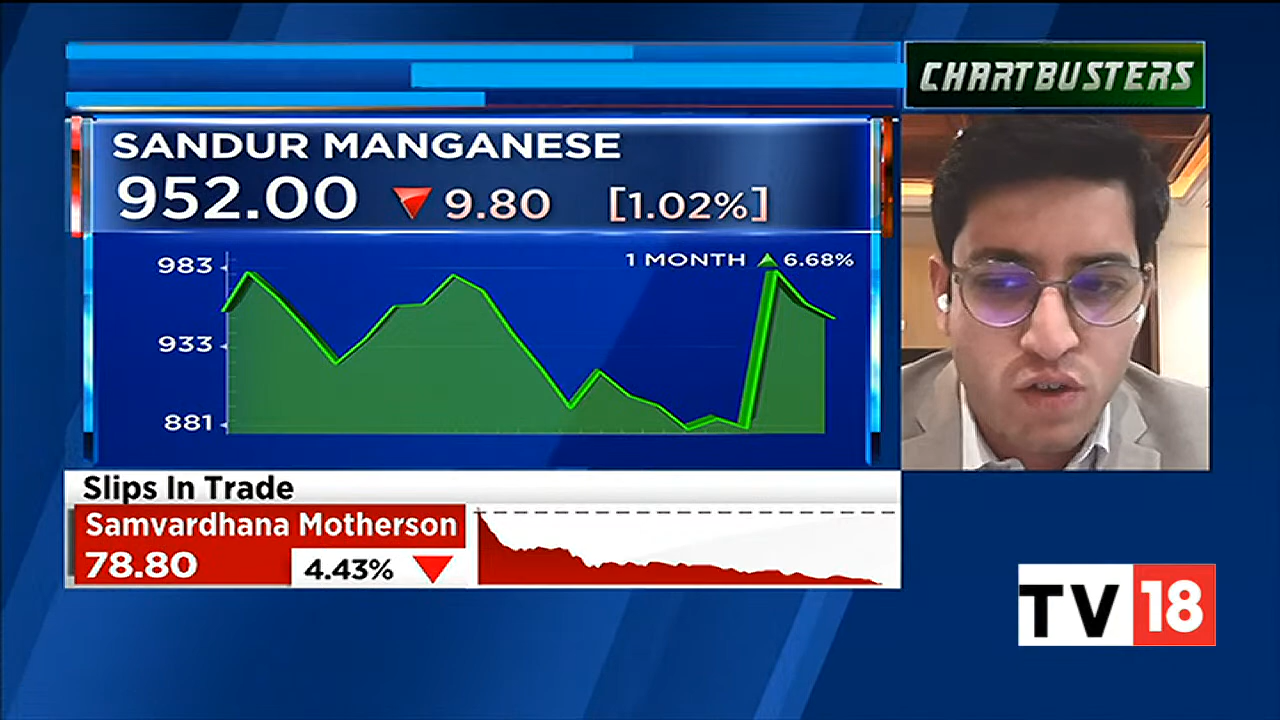 CHARTBUSTERS
SANDUR MANGANESE
952.00 ▼ 9.80 [1.02%]
1 MONTH ▲ 6.68%
983
933
881
Slips In Trade
Samvardhana Motherson
78.80 4.43% ▼
TV18